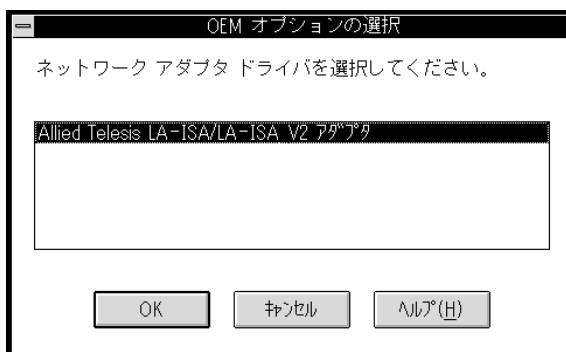 OEM オプションの選択
ネットワーク アダプタ ドライバを選択してください。
Allied Telesis LA-ISA/LA-ISA V2 ｱﾀﾞﾌﾟﾀ
OK
ｷｬﾝｾﾙ
ﾍﾙﾌﾟ(H)